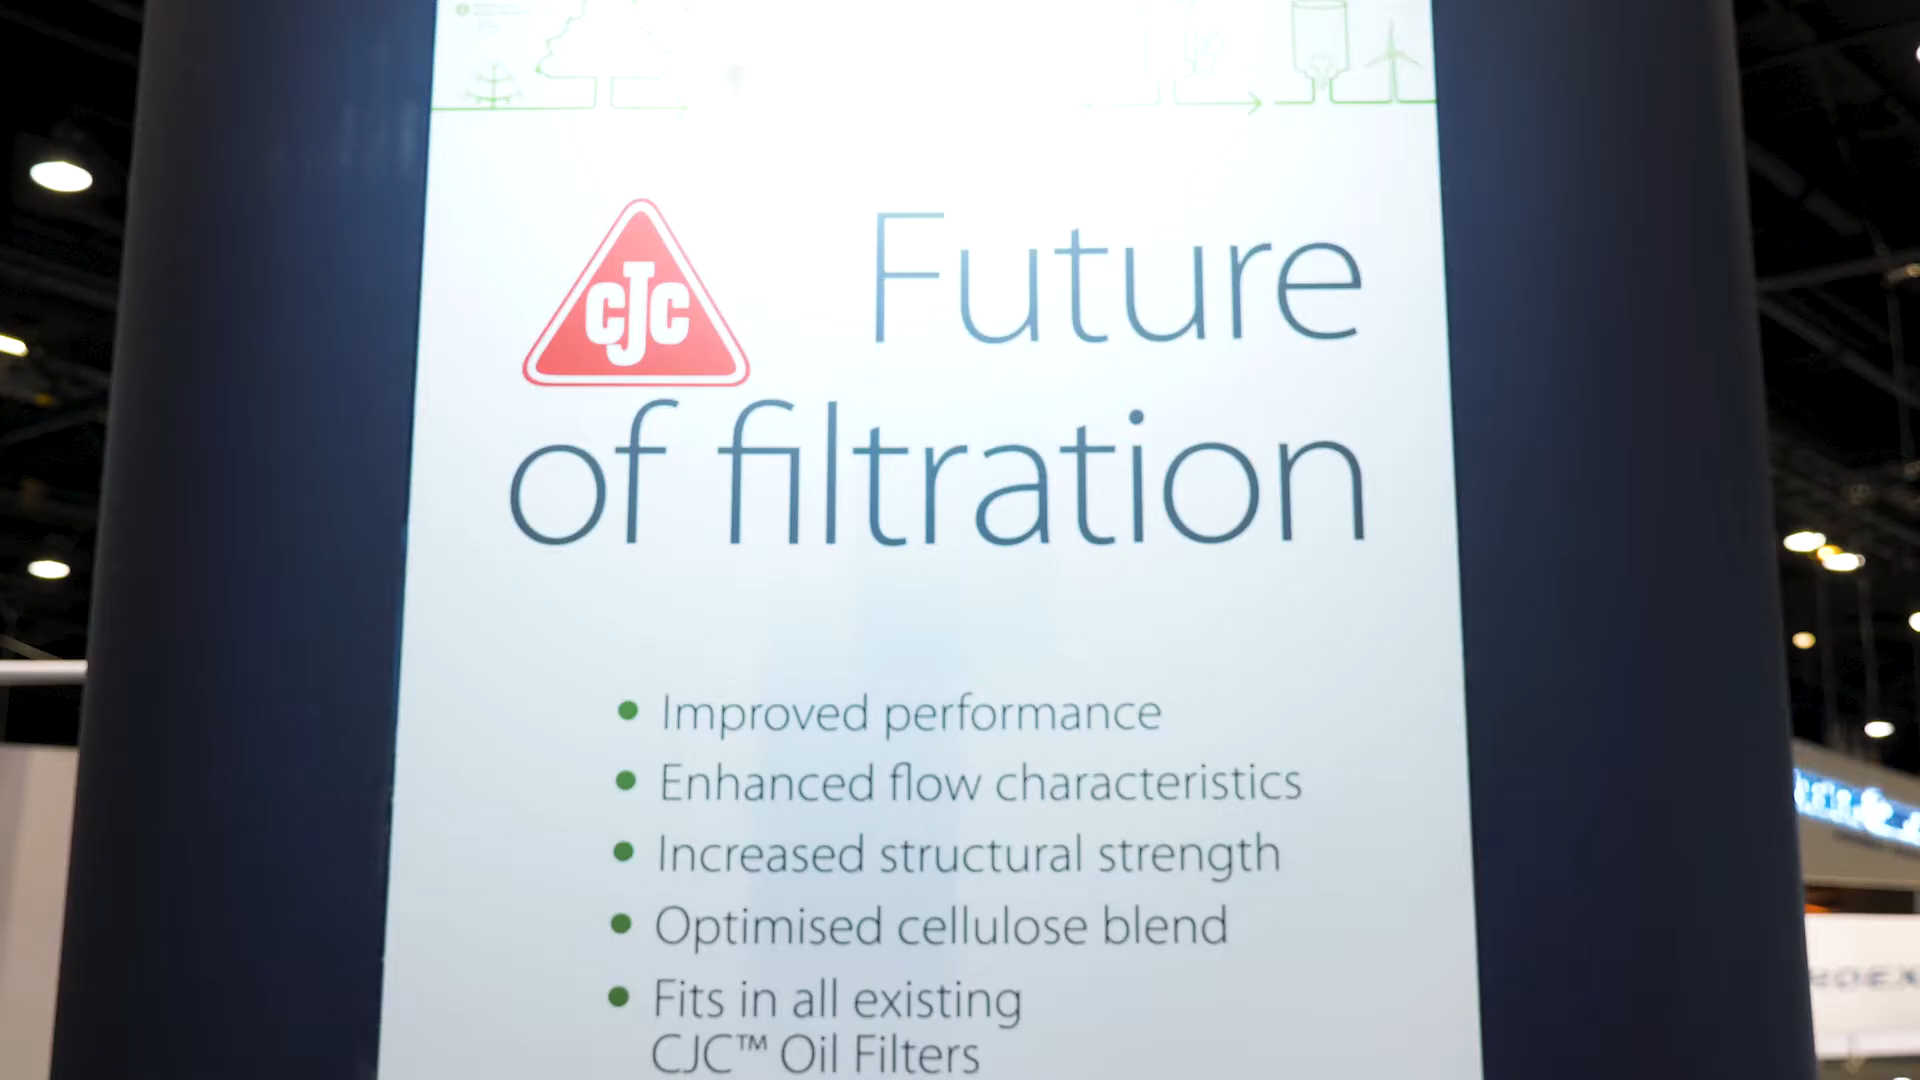 CJC
Future
of filtration
• Improved performance
• Enhanced flow characteristics
• Increased structural strength
• Optimised cellulose blend
• Fits in all existing
CJC™ Oil Filters